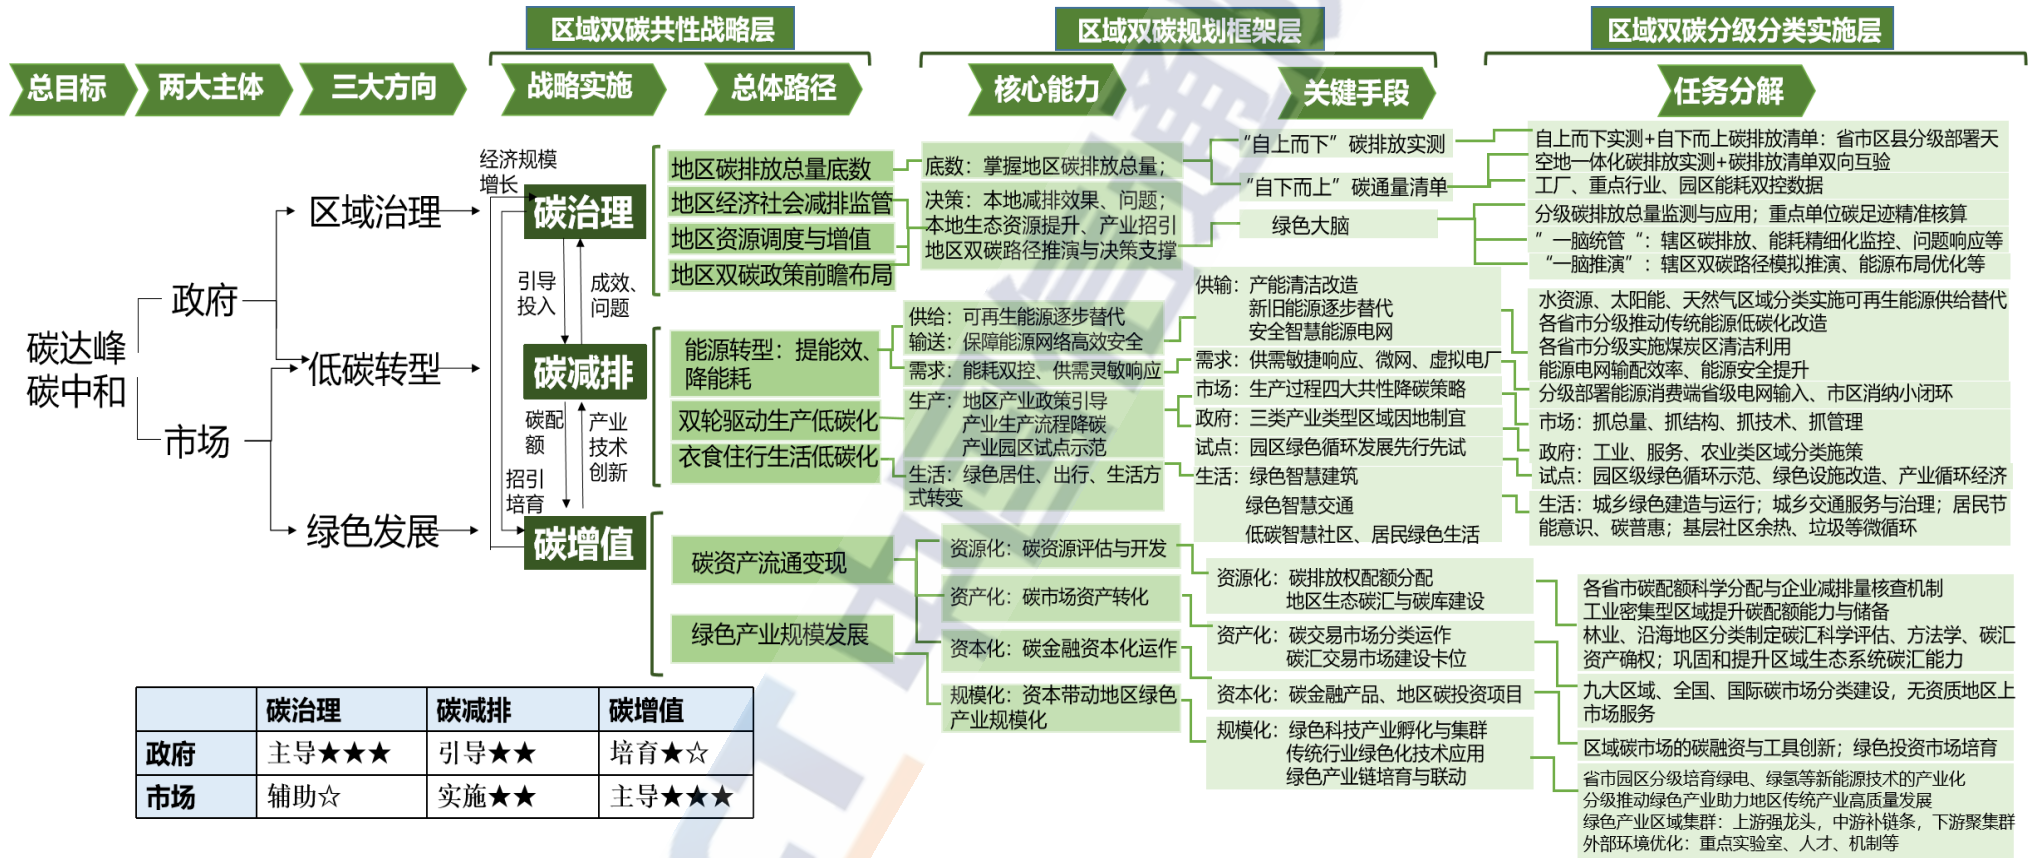 区域双碳共性战略层
区域双碳规划框架层
区域双碳分级分类实施层
总目标
两大主体
三大方向
战略实施
总体路径
核心能力
关键手段
任务分解
碳达峰
碳中和
政府
市场
区域治理
低碳转型
绿色发展
经济规模
增长
碳治理
引导
投入
成效、
问题
碳减排
碳配
额
产业
技术
创新
招引
培育
碳增值
地区碳排放总量底数
地区经济社会减排监管
地区资源调度与增值
地区双碳政策前瞻布局
能源转型：提能效、
降能耗
双轮驱动生产低碳化
衣食住行生活低碳化
碳资产流通变现
绿色产业规模发展
底数：掌握地区碳排放总量；
决策：本地减排效果、问题；
本地生态资源提升、产业招引
地区双碳路径推演与决策支撑
供给：可再生能源逐步替代
输送：保障能源网络高效安全
需求：能耗双控、供需灵敏响应
生产：地区产业政策引导
产业生产流程降碳
产业园区试点示范
生活：绿色居住、出行、生活方
式转变
资源化：碳资源评估与开发
资产化：碳市场资产转化
资本化：碳金融资本化运作
规模化：资本带动地区绿色
产业规模化
“自上而下”碳排放实测
“自下而上”碳通量清单
绿色大脑
供输：产能清洁改造
新旧能源逐步替代
安全智慧能源电网
需求：供需敏捷响应、微网、虚拟电厂
市场：生产过程四大共性降碳策略
政府：三类产业类型区域因地制宜
试点：园区绿色循环发展先行先试
生活：绿色智慧建筑
绿色智慧交通
低碳智慧社区、居民绿色生活
资源化：碳排放权配额分配
地区生态碳汇与碳库建设
资产化：碳交易市场分类运作
碳汇交易市场建设卡位
资本化：碳金融产品、地区碳投资项目
规模化：绿色科技产业孵化与集群
传统行业绿色化技术应用
绿色产业链培育与联动
自上而下实测+自下而上碳排放清单：省市区县分级部署天
空地一体化碳排放实测+碳排放清单双向互验
工厂、重点行业、园区能耗双控数据
分级碳排放总量监测与应用；重点单位碳足迹精准核算
”一脑统管“：辖区碳排放、能耗精细化监控、问题响应等
“一脑推演”：辖区双碳路径模拟推演、能源布局优化等
水资源、太阳能、天然气区域分类实施可再生能源供给替代
各省市分级推动传统能源低碳化改造
各省市分级实施煤炭区清洁利用
能源电网输配效率、能源安全提升
分级部署能源消费端省级电网输入、市区消纳小闭环
市场：抓总量、抓结构、抓技术、抓管理
政府：工业、服务、农业类区域分类施策
试点：园区级绿色循环示范、绿色设施改造、产业循环经济
生活：城乡绿色建造与运行；城乡交通服务与治理；居民节
能意识、碳普惠；基层社区余热、垃圾等微循环
各省市碳配额科学分配与企业减排量核查机制
工业密集型区域提升碳配额能力与储备
林业、沿海地区分类制定碳汇科学评估、方法学、碳汇
资产确权；巩固和提升区域生态系统碳汇能力
九大区域、全国、国际碳市场分类建设，无资质地区上
市场服务
区域碳市场的碳融资与工具创新；绿色投资市场培育
省市园区分级培育绿电、绿氢等新能源技术的产业化
分级推动绿色产业助力地区传统产业高质量发展
绿色产业区域集群：上游强龙头，中游补链条，下游聚集群
外部环境优化：重点实验室、人才、机制等
碳治理 碳减排 碳增值
政府 主导★★★ 引导★★ 培育★☆
市场 辅助☆ 实施★★ 主导★★★